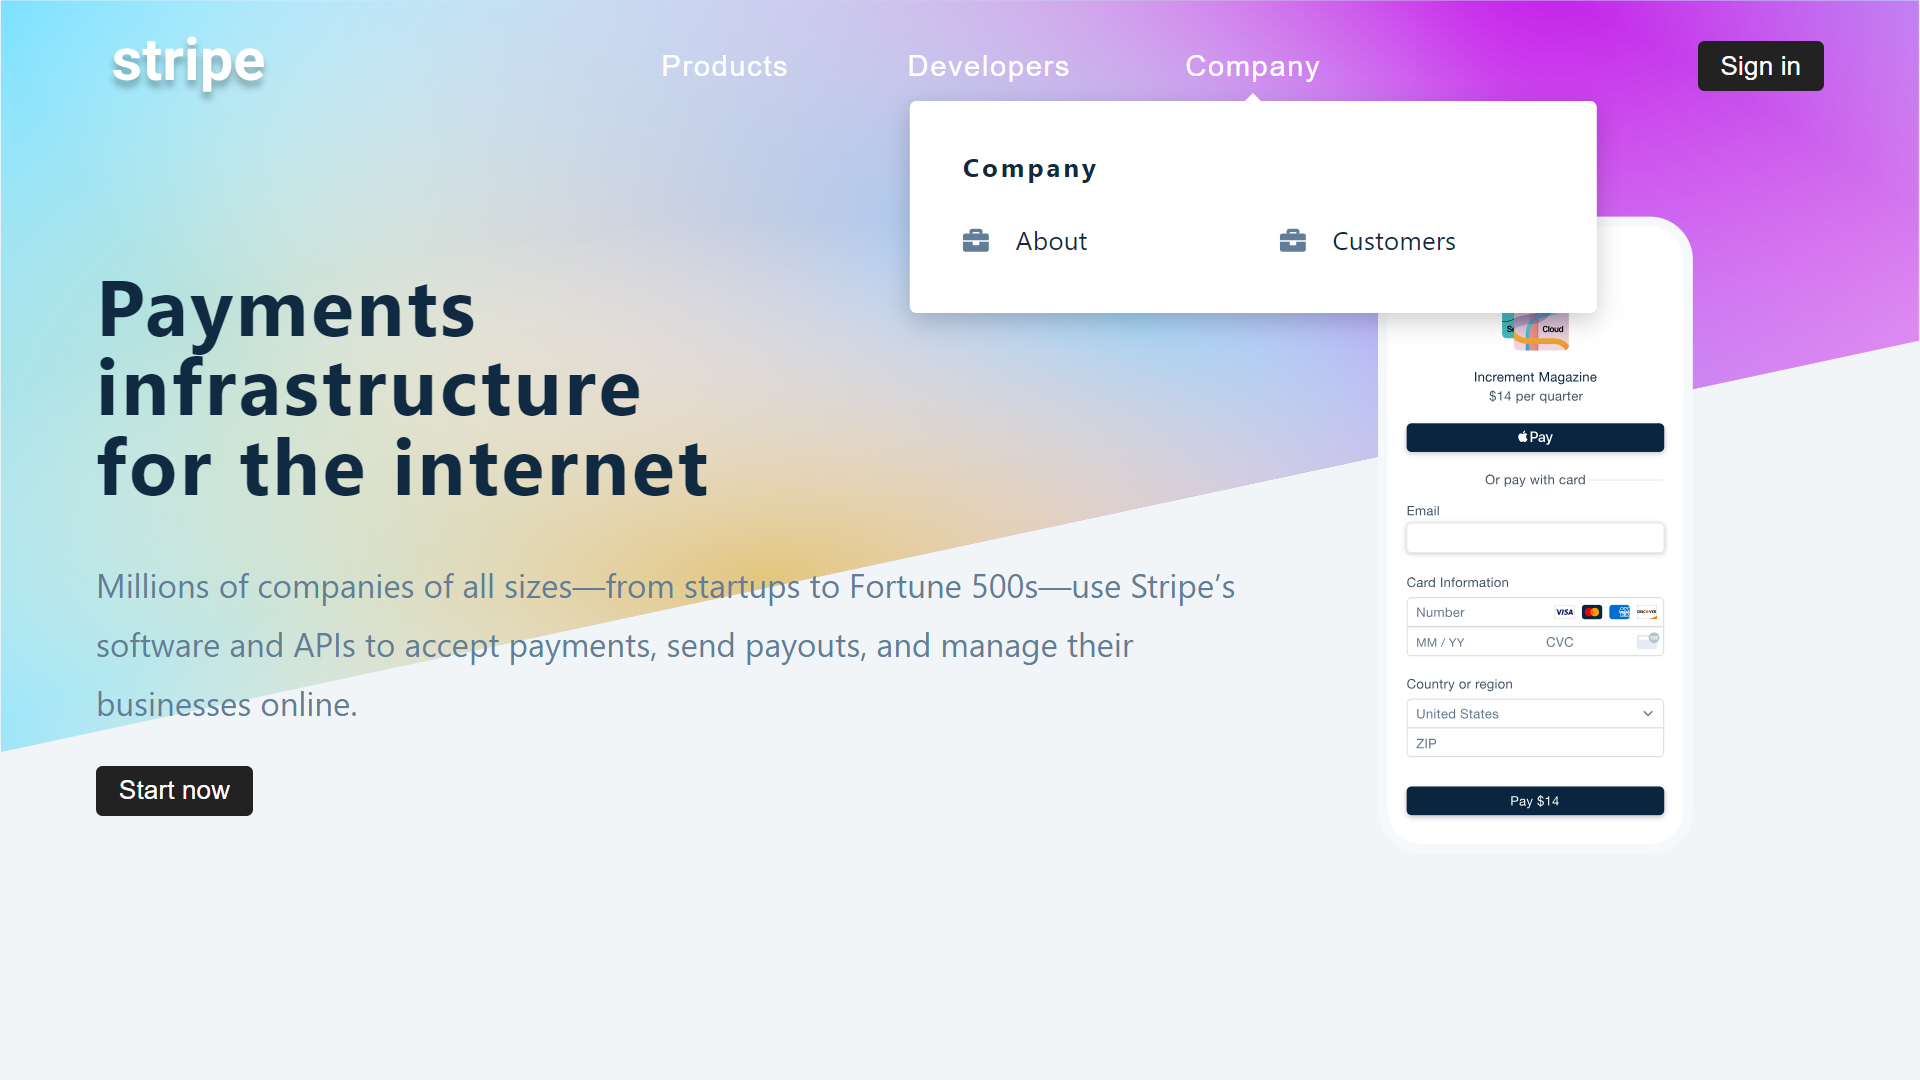 stripe
Products
Developers
Company
Sign in
Company
About
Customers
Payments
infrastructure
for the internet
Millions of companies of all sizes—from startups to Fortune 500s—use Stripe’s
software and APIs to accept payments, send payouts, and manage their
businesses online.
Start now
Cloud
Increment Magazine
$14 per quarter
Pay
Or pay with card
Email
Card Information
Number
VISA
DISCOVER
MM / YY
CVC
Country or region
United States
ZIP
Pay $14